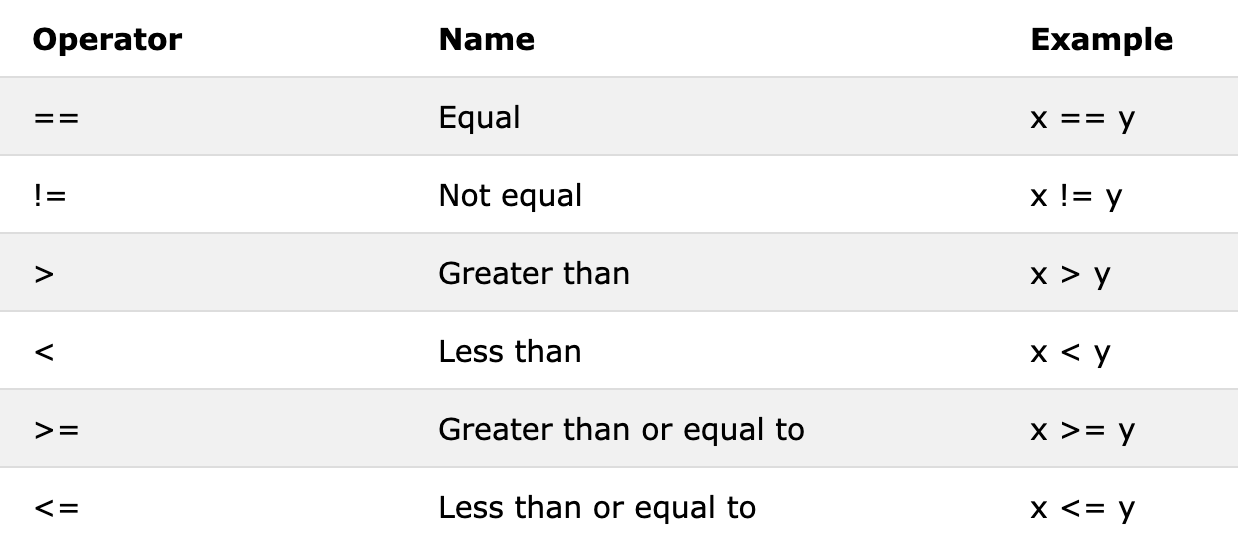 Operator Name Example
== Equal x == y
!= Not equal x != y
> Greater than x > y
< Less than x < y
>= Greater than or equal to x >= y
<= Less than or equal to x <= y